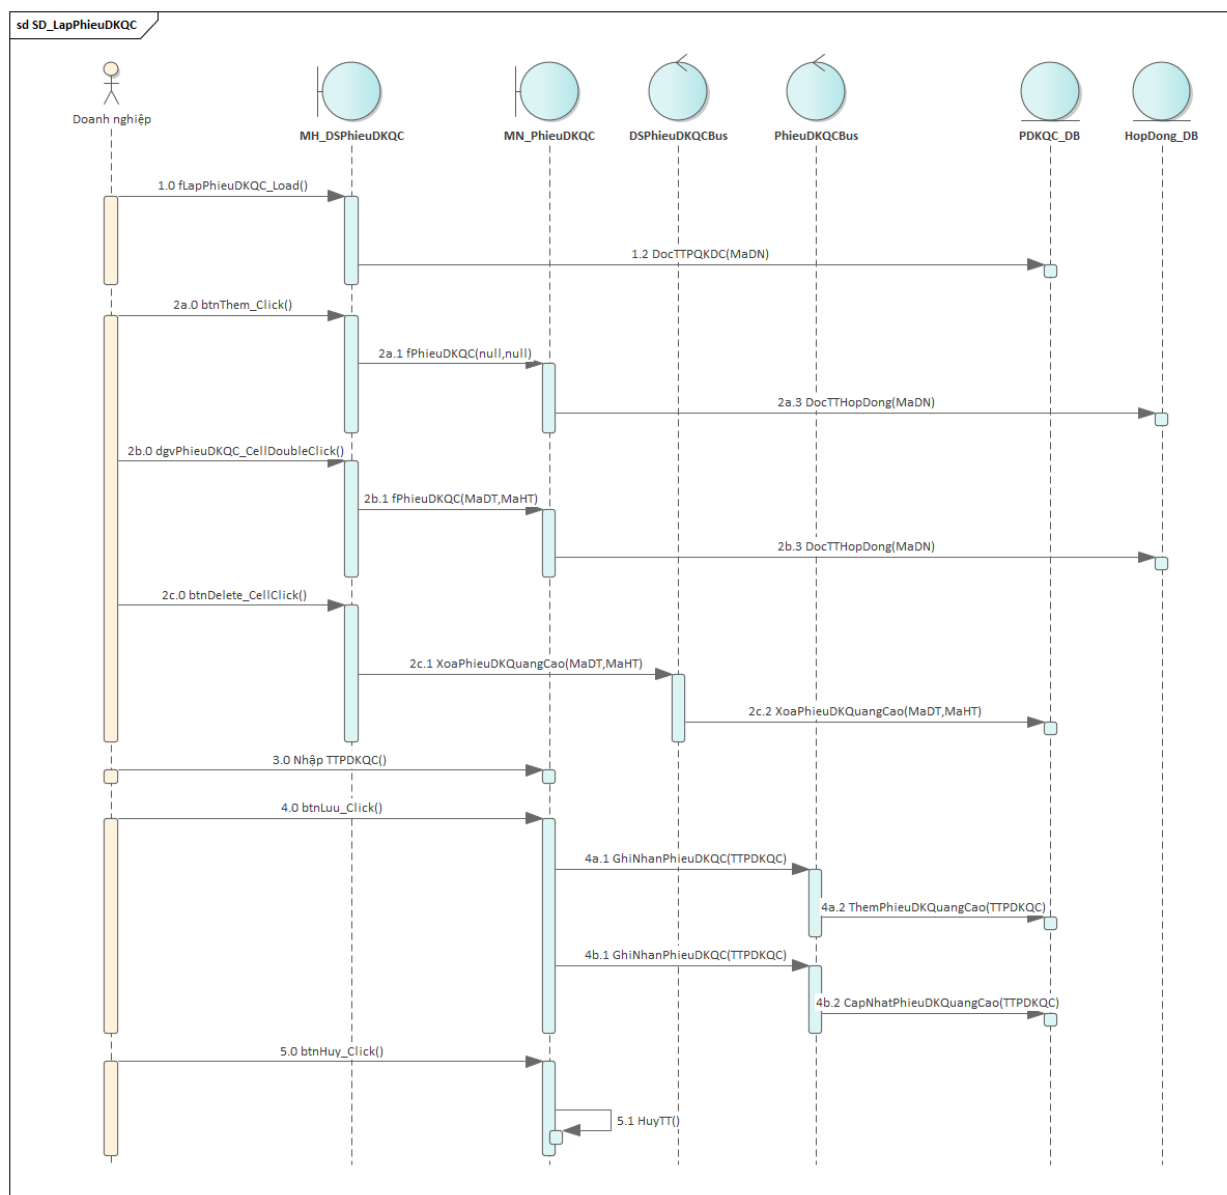 sd SD_LapPhieuDKQC
Doanh nghiệp
MH_DSPhieuDKQC
MN_PhieuDKQC
DSPhieuDKQCBus
PhieuDKQCBus
PDKQC_DB
HopDong_DB
1.0 fLapPhieuDKQC_Load()
1.2 DocTTPQKDC(MaDN)
2a.0 btnThem_Click()
2a.1 fPhieuDKQC(null,null)
2a.3 DocTTHopDong(MaDN)
2b.0 dgvPhieuDKQC_CellDoubleClick()
2b.1 fPhieuDKQC(MaDT,MaHT)
2b.3 DocTTHopDong(MaDN)
2c.0 btnDelete_CellClick()
2c.1 XoaPhieuDKQuangCao(MaDT,MaHT)
2c.2 XoaPhieuDKQuangCao(MaDT,MaHT)
3.0 Nhập TTPDKQC()
4.0 btnLuu_Click()
4a.1 GhiNhanPhieuDKQC(TTPDKQC)
4a.2 ThemPhieuDKQuangCao(TTPDKQC)
4b.1 GhiNhanPhieuDKQC(TTPDKQC)
4b.2 CapNhatPhieuDKQuangCao(TTPDKQC)
5.0 btnHuy_Click()
5.1 HuyTT()